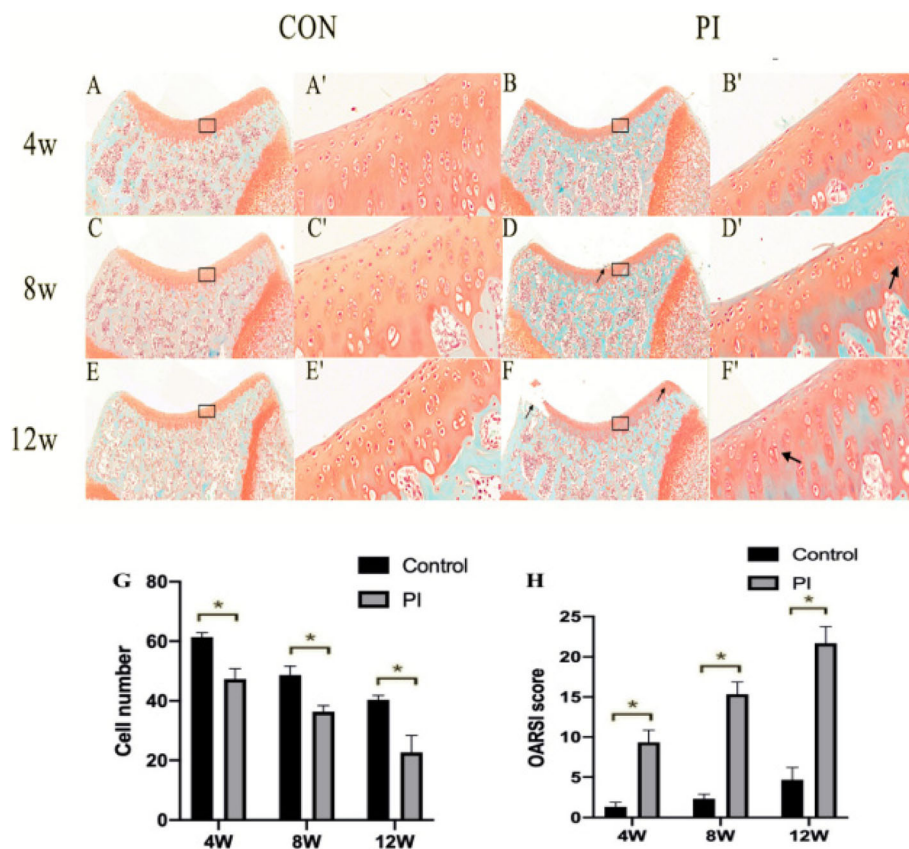 CON PI
4w A A' B B'
8w C C' D D'
12w E E' F F'
G
Control
PI
Cell number
80
60
40
20
0
* * *
4W 8W 12W
H
Control
PI
OARSI score
25
20
15
10
5
0
* * *
4W 8W 12W